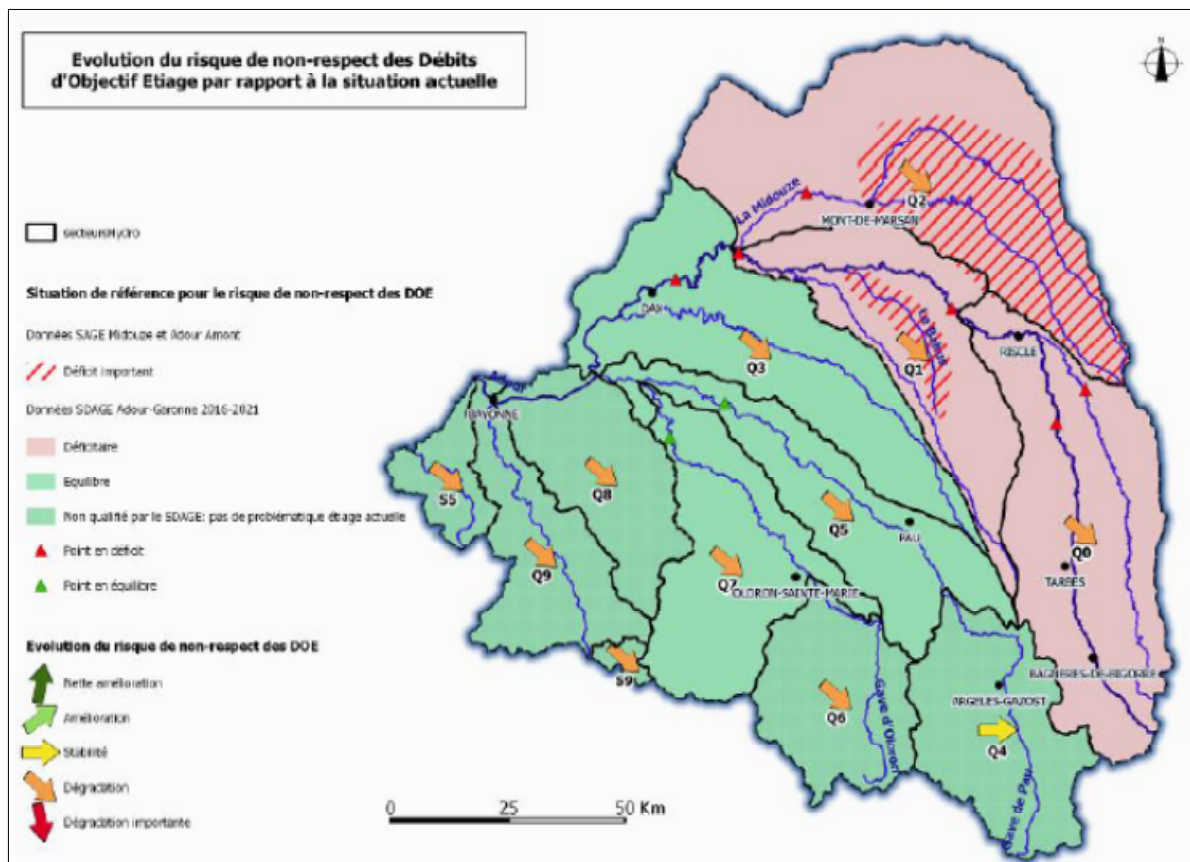 Evolution du risque de non-respect des Débits
d'Objectif Etiage par rapport à la situation actuelle
N
secteursHydro
Situation de référence pour le risque de non-respect des DOE
Données SAGE Midouze et Adour Amont
Déficit Important
Données SDAGE Adour-Garonne 2016-2021
Déficitaire
Equilibre
Non qualifié par le SDAGE: pas de problématique étiage actuelle
Point en déficit
Point en équilibre
Evolution du risque de non-respect des DOE
Nette amélioration
Amélioration
Stabilité
Dégradation
Dégradation importante
La Midouze
Q2
MONT-DE-MARSAN
DAX
RISCLE
Q3
Q1
Adour
BAYONNE
S5
Q8
Q5
PAU
Q9
Q7
OLORON-SAINTE-MARIE
Q0
TARBES
S9
BAGNERES-DE-BIGORRE
ARGELES-GAZOST
Q6
Gave d'Oloron
Q4
Gave de Pau
0 25 50 Km